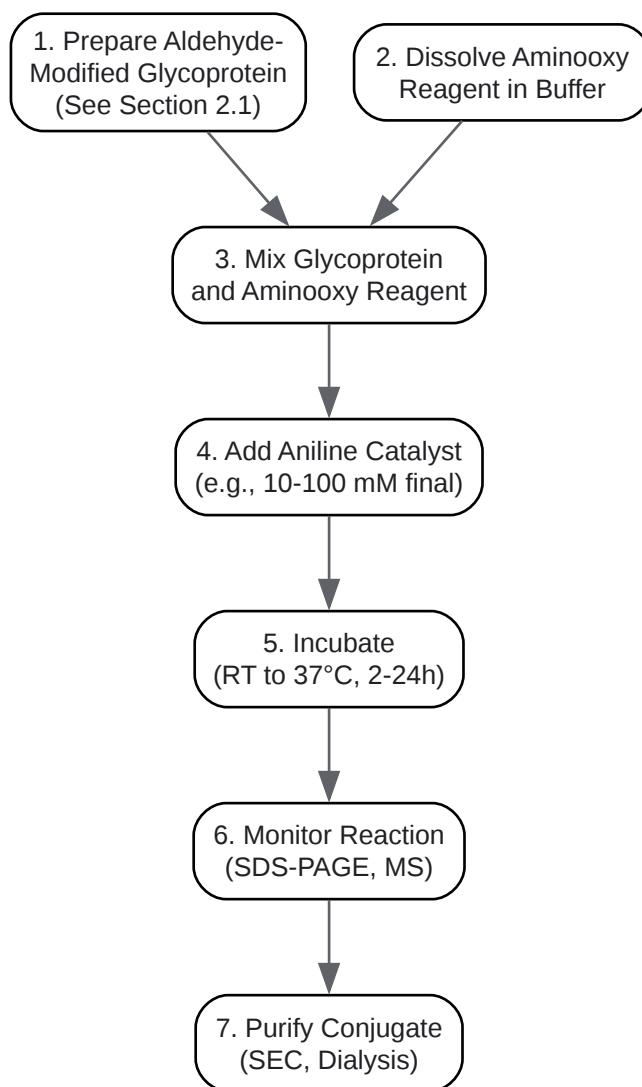 1. Prepare Aldehyde-
Modified Glycoprotein
(See Section 2.1)
2. Dissolve Aminooxy
Reagent in Buffer
3. Mix Glycoprotein
and Aminooxy Reagent
4. Add Aniline Catalyst
(e.g., 10-100 mM final)
5. Incubate
(RT to 37°C, 2-24h)
6. Monitor Reaction
(SDS-PAGE, MS)
7. Purify Conjugate
(SEC, Dialysis)